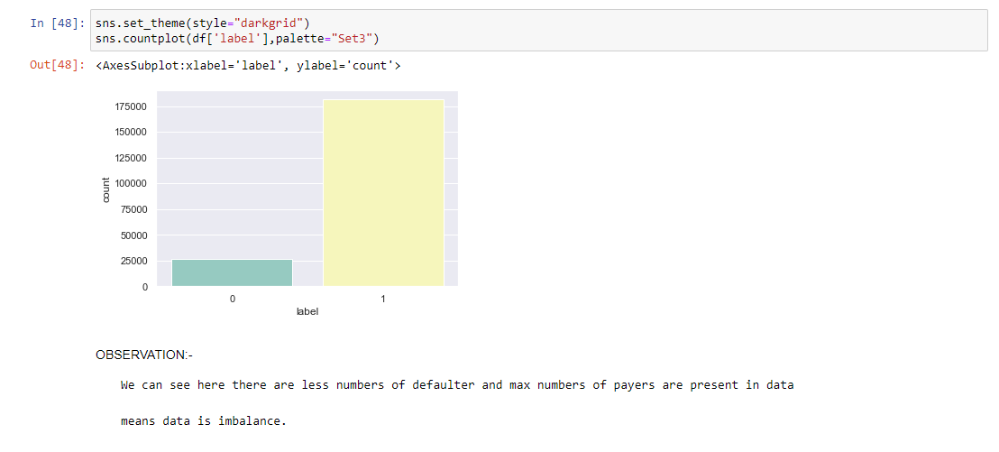 In [48]: sns.set_theme(style="darkgrid")
sns.countplot(df['label'],palette="Set3")
Out[48]: <AxesSubplot:xlabel='label', ylabel='count'>
175000
150000
125000
100000
75000
50000
25000
0
count
0 1
label
OBSERVATION:-
We can see here there are less numbers of defaulter and max numbers of payers are present in data
means data is imbalance.